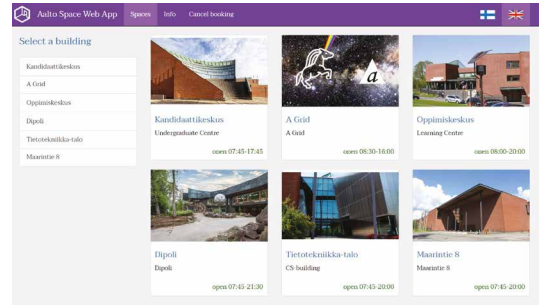 Aalto Space Web App
Spaces
Info
Cancel booking
Select a building
Kandidaattikeskus
A Grid
Oppimiskeskus
Dipoli
Tietotekniikka-talo
Maarintie 8
Kandidaattikeskus
Undergraduate Centre
open 07:45-17:45
a
A Grid
A Grid
open 08:30-16:00
Oppimiskeskus
Learning Center
open 08:00-20:00
Dipoli
Dipoli
open 07:45-21:30
Tietotekniikka-talo
CS-building
open 07:45-20:00
Maarintie 8
Maarintie 8
open 07:45-20:00